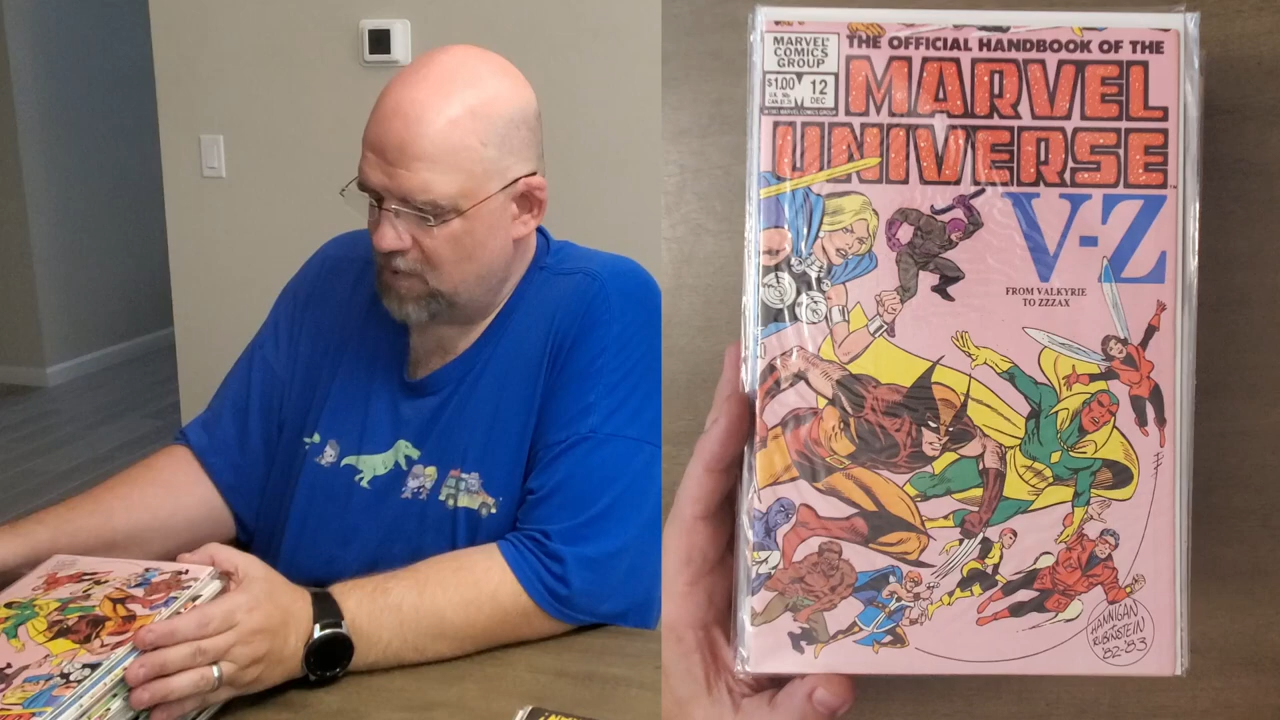 MARVEL®
COMICS
GROUP
$1.00
12
DEC
THE OFFICIAL HANDBOOK OF THE
MARVEL
UNIVERSE
™
V-Z
FROM VALKYRIE
TO ZZZAX
HANNIGAN
+
RUBINSTEIN
'82-'83